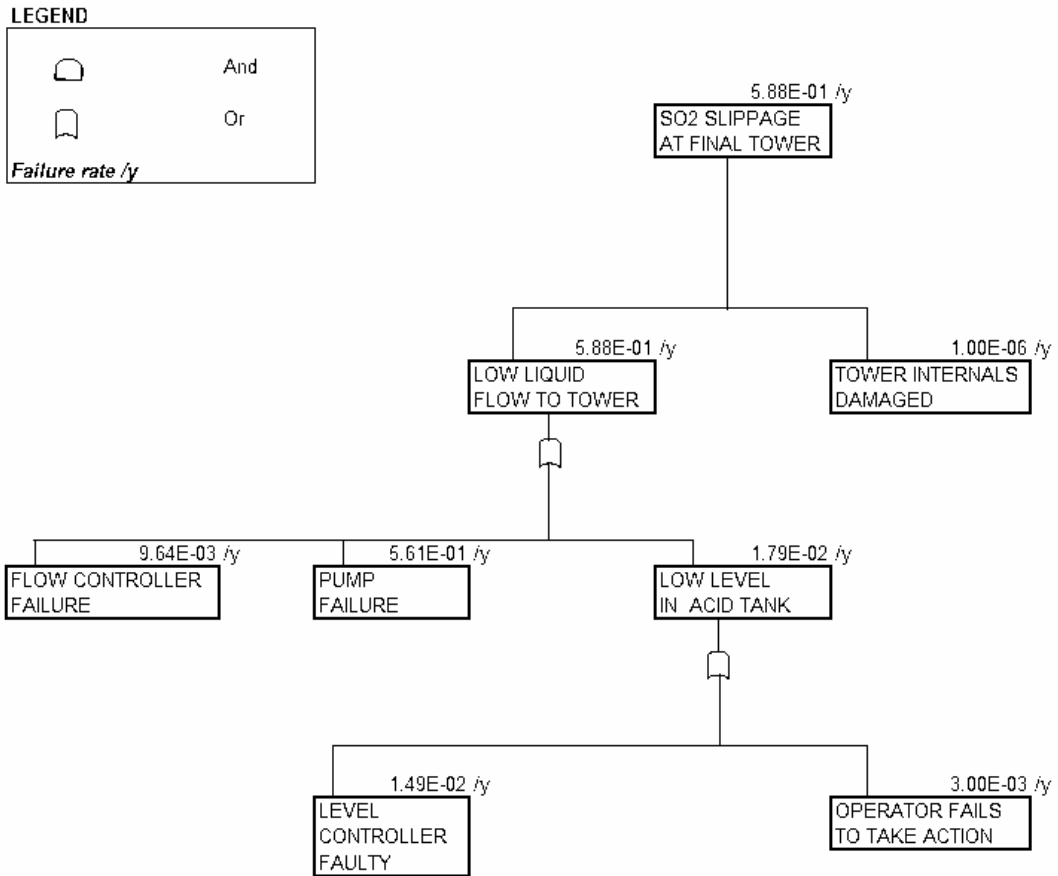 LEGEND
And
Or
Failure rate /y
5.88E-01 /y
SO2 SLIPPAGE
AT FINAL TOWER
5.88E-01 /y
LOW LIQUID
FLOW TO TOWER
1.00E-06 /y
TOWER INTERNALS
DAMAGED
9.64E-03 /y
FLOW CONTROLLER
FAILURE
5.61E-01 /y
PUMP
FAILURE
1.79E-02 /y
LOW LEVEL
IN ACID TANK
1.49E-02 /y
LEVEL
CONTROLLER
FAULTY
3.00E-03 /y
OPERATOR FAILS
TO TAKE ACTION